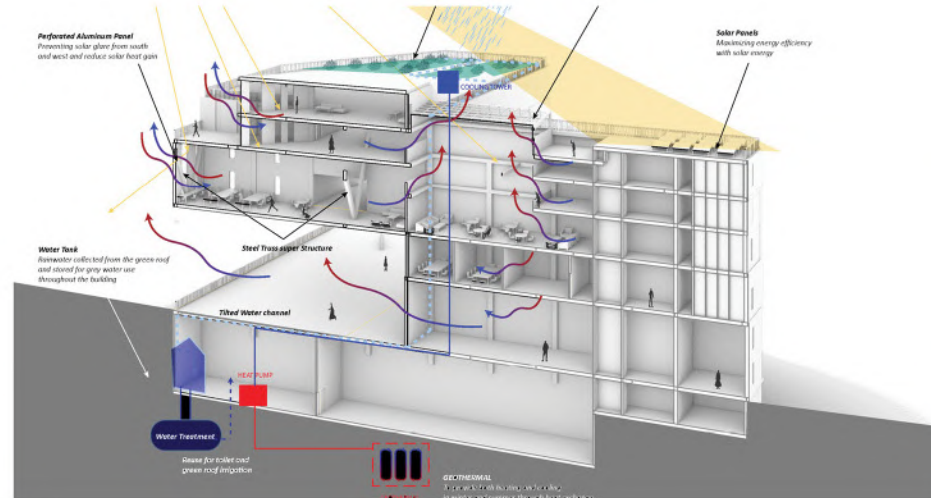 Perforated Aluminum Panel
Preventing solar glare from south
and west and reduce solar heat gain
Solar Panels
Maximizing energy efficiency
with solar energy
COOLING TOWER
Steel Truss super Structure
Water Tank
Rainwater collected from the green roof
and stored for grey water use
throughout the building
Tilted Water channel
HEAT PUMP
Water Treatment
Reuse for toilet and
green roof irrigation
GEOTHERMAL